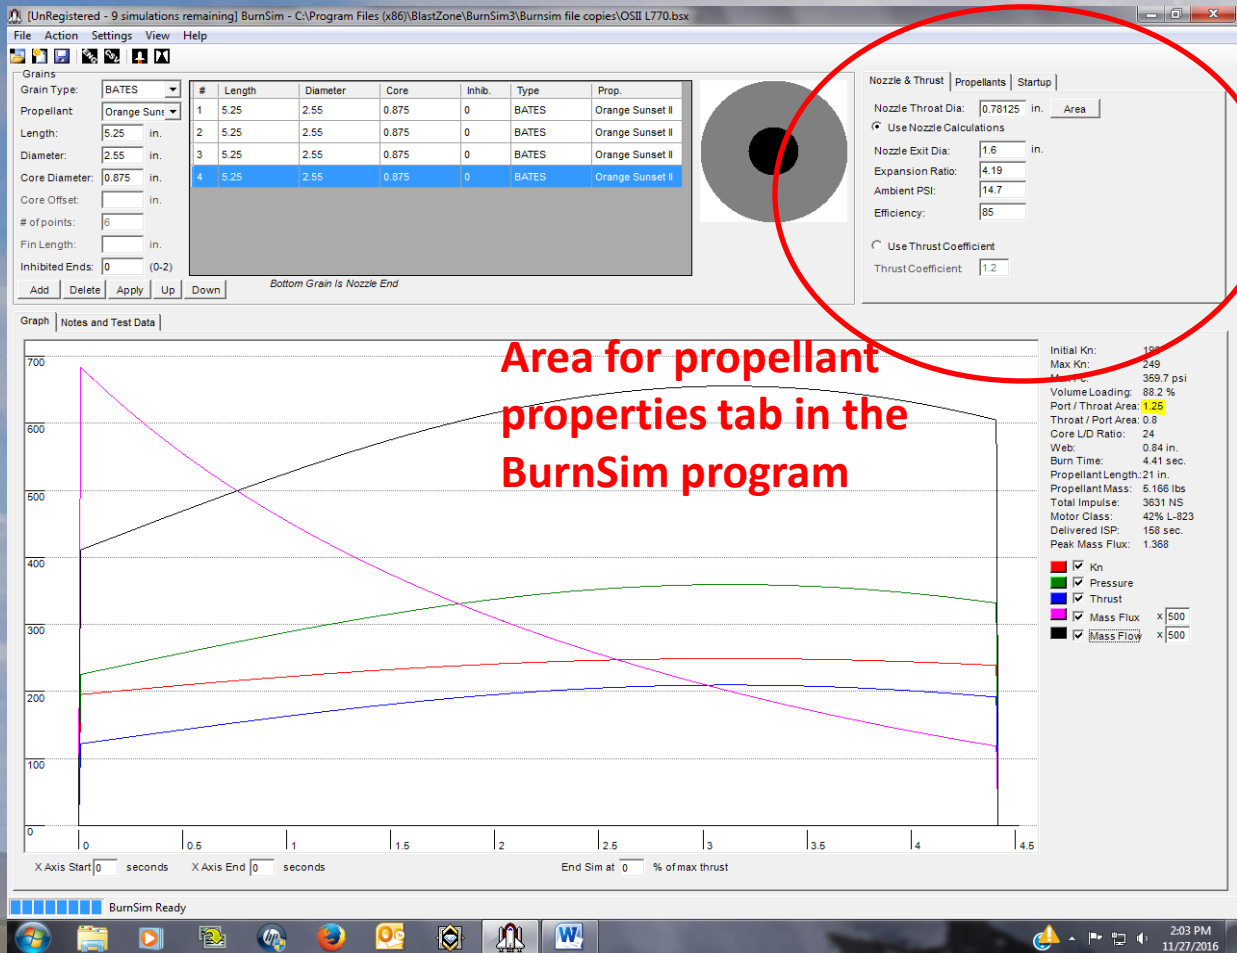 [UnRegistered - 9 simulations remaining] BurnSim - C:\Program Files (x86)\BlastZone\BurnSim3\Burnsim file copies\OSII L770.bsx
File Action Settings View Help
ENG CSV
Grains
Grain Type: BATES
Propellant Orange Suns
Length: 5.25 in.
Diameter: 2.55 in.
Core Diameter: 0.875 in.
Core Offset: in.
# of points: 6
Fin Length: in.
Inhibited Ends: 0 (0-2)
Add Delete Apply Up Down
# Length Diameter Core Inhib. Type Prop.
1 5.25 2.55 0.875 0 BATES Orange Sunset II
2 5.25 2.55 0.875 0 BATES Orange Sunset II
3 5.25 2.55 0.875 0 BATES Orange Sunset II
4 5.25 2.55 0.875 0 BATES Orange Sunset II
Bottom Grain Is Nozzle End
Nozzle & Thrust Propellants Startup
Nozzle Throat Dia: 0.78125 in. Area
Use Nozzle Calculations
Nozzle Exit Dia: 1.6 in.
Expansion Ratio: 4.19
Ambient PSI: 14.7
Efficiency: 85
Use Thrust Coefficient
Thrust Coefficient 1.2
Graph Notes and Test Data
700
600
500
400
300
200
100
0
0 0.5 1 1.5 2 2.5 3 3.5 4 4.5
Area for propellant
properties tab in the
BurnSim program
Initial Kn:
Max Kn: 249
359.7 psi
Volume Loading: 88.2 %
Port / Throat Area: 1.25
Throat / Port Area: 0.8
Core L/D Ratio: 24
Web: 0.84 in.
Burn Time: 4.41 sec.
Propellant Length: 21 in.
Propellant Mass: 5.166 lbs
Total Impulse: 3631 NS
Motor Class: 42% L-823
Delivered ISP: 158 sec.
Peak Mass Flux: 1.368
Kn
Pressure
Thrust
Mass Flux x 500
Mass Flow x 500
X Axis Start 0 seconds X Axis End 0 seconds End Sim at 0 % of max thrust
BurnSim Ready
2:03 PM
11/27/2016